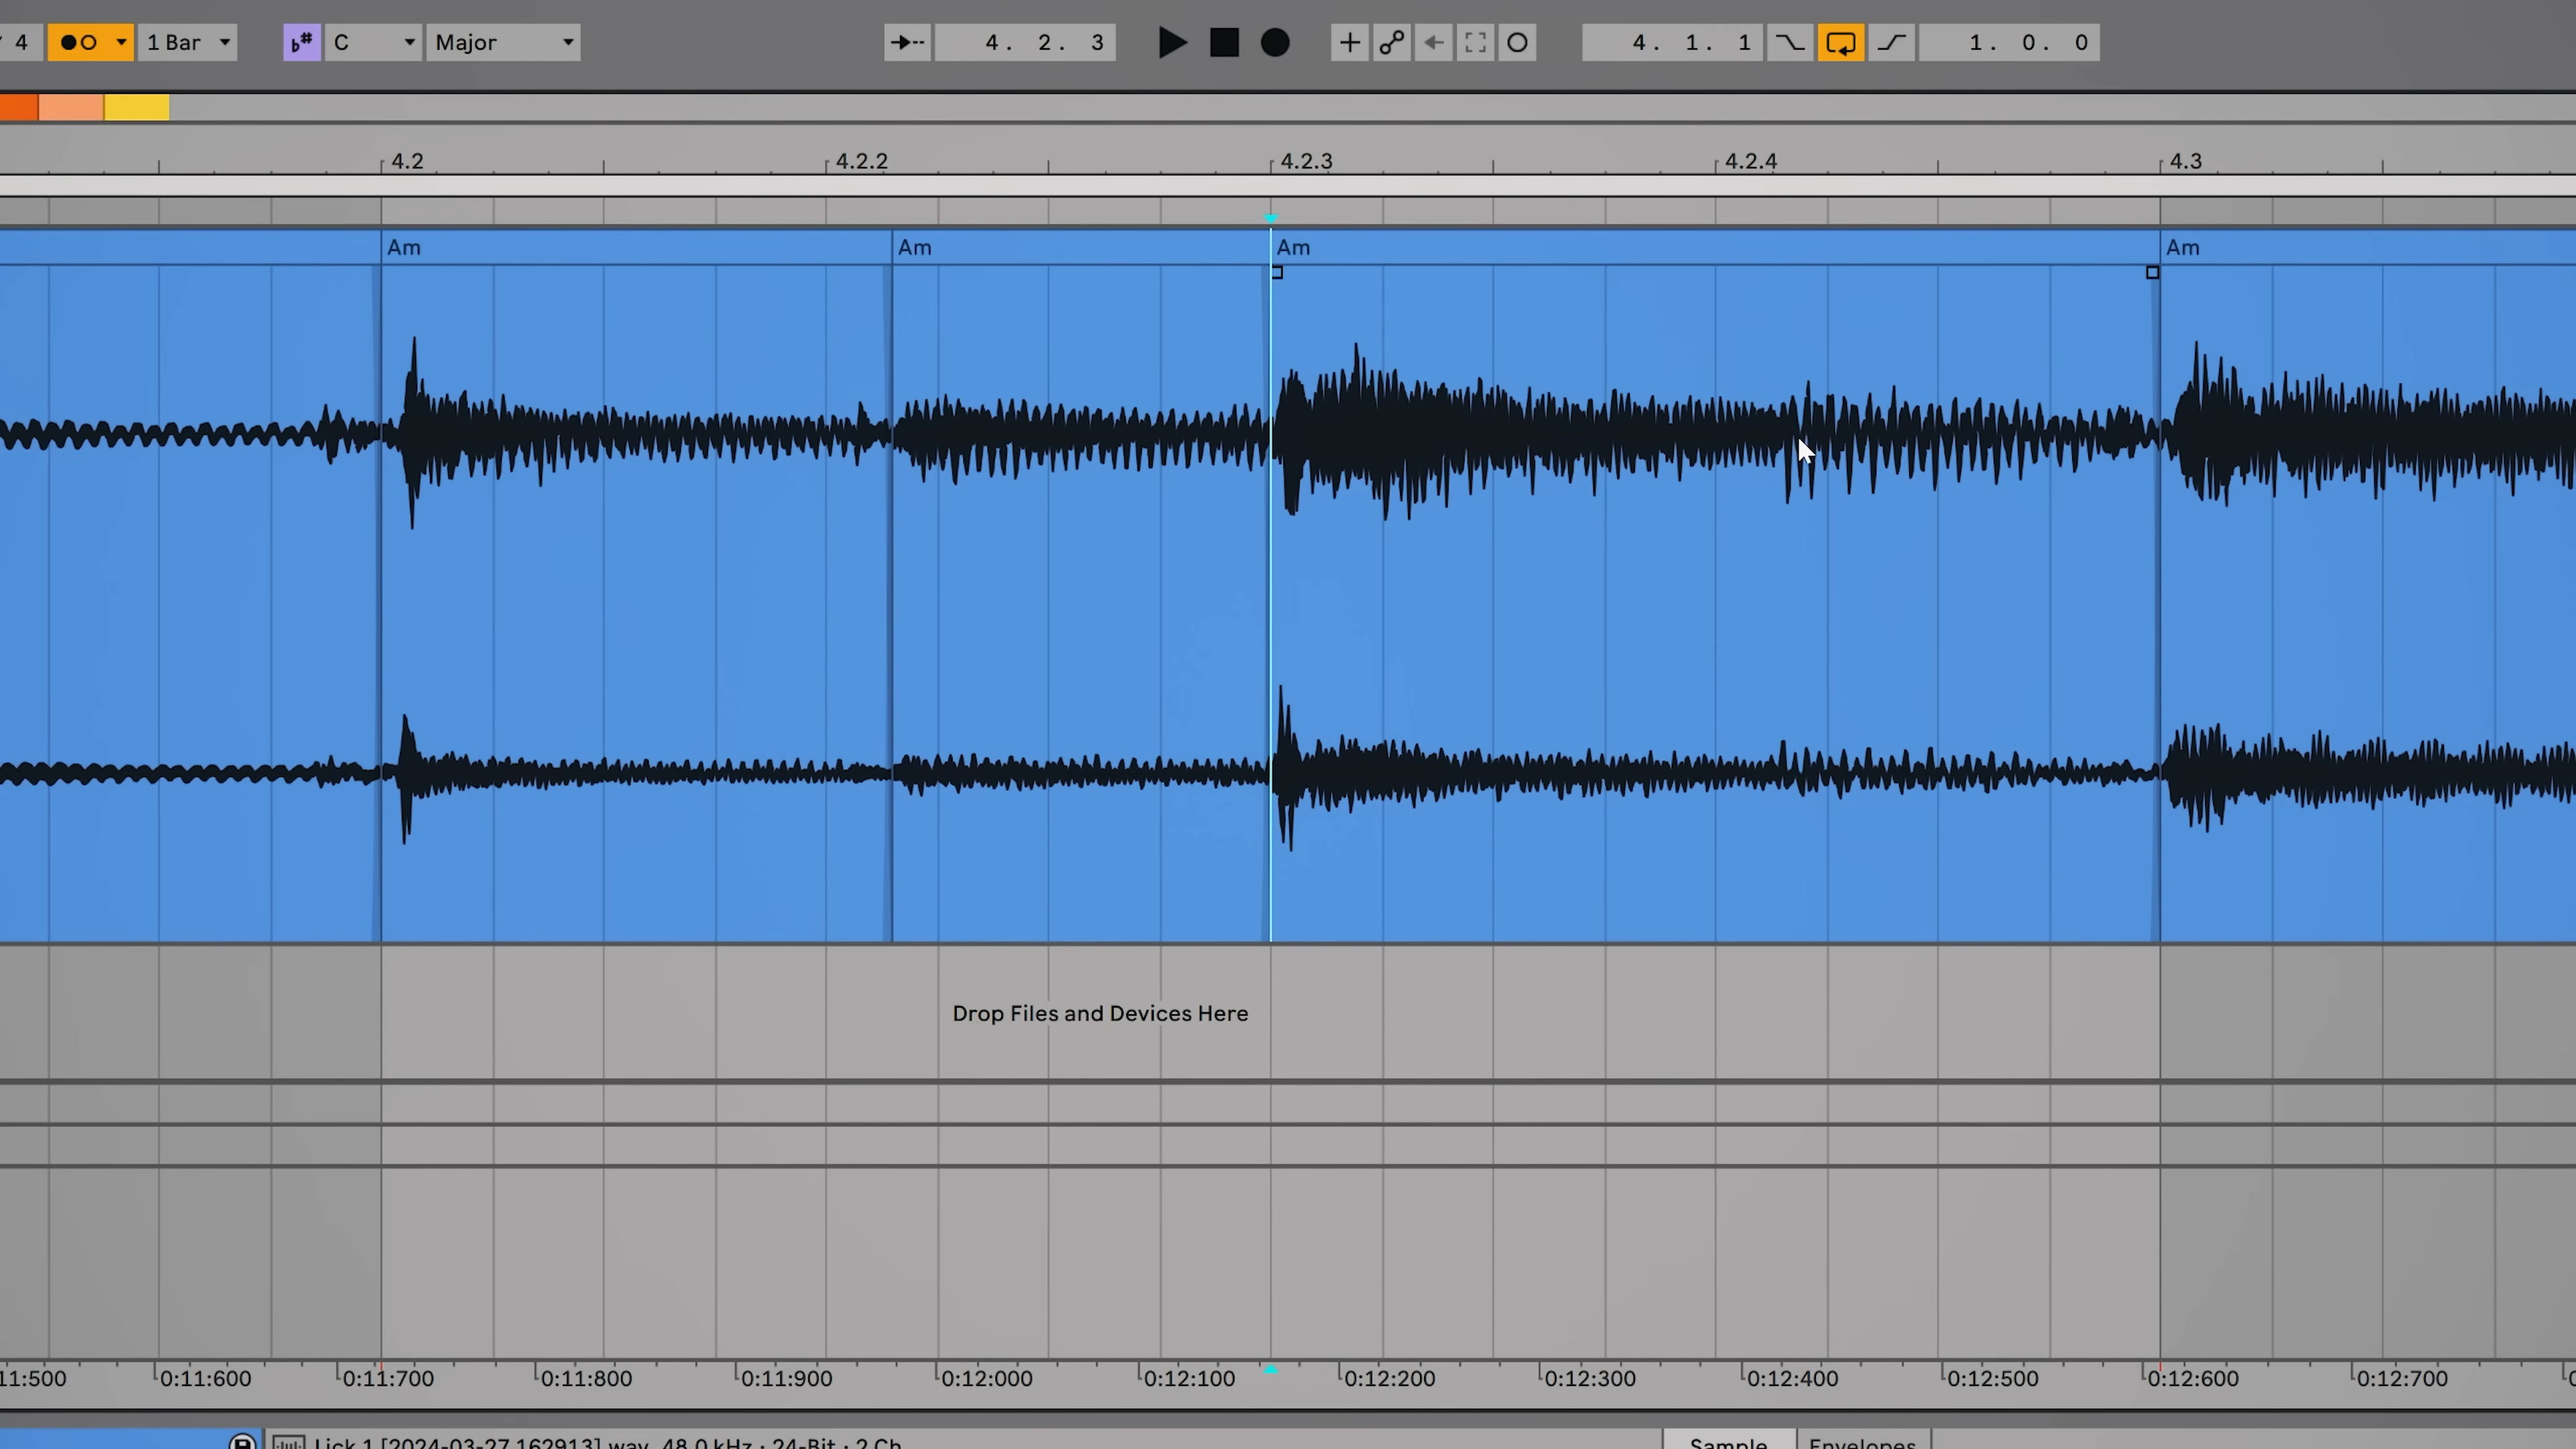 4 1 Bar C Major 4. 2. 3 4. 1. 1 1. 0. 0
4.2 4.2.2 4.2.3 4.2.4 4.3
Am Am Am Am
Drop Files and Devices Here
11:500 0:11:600 0:11:700 0:11:800 0:11:900 0:12:000 0:12:100 0:12:200 0:12:300 0:12:400 0:12:500 0:12:600 0:12:700
Lick 1 [2024-03-27 162913].wav 48.0 kHz · 24-Bit · 2 Ch Sample Envelopes